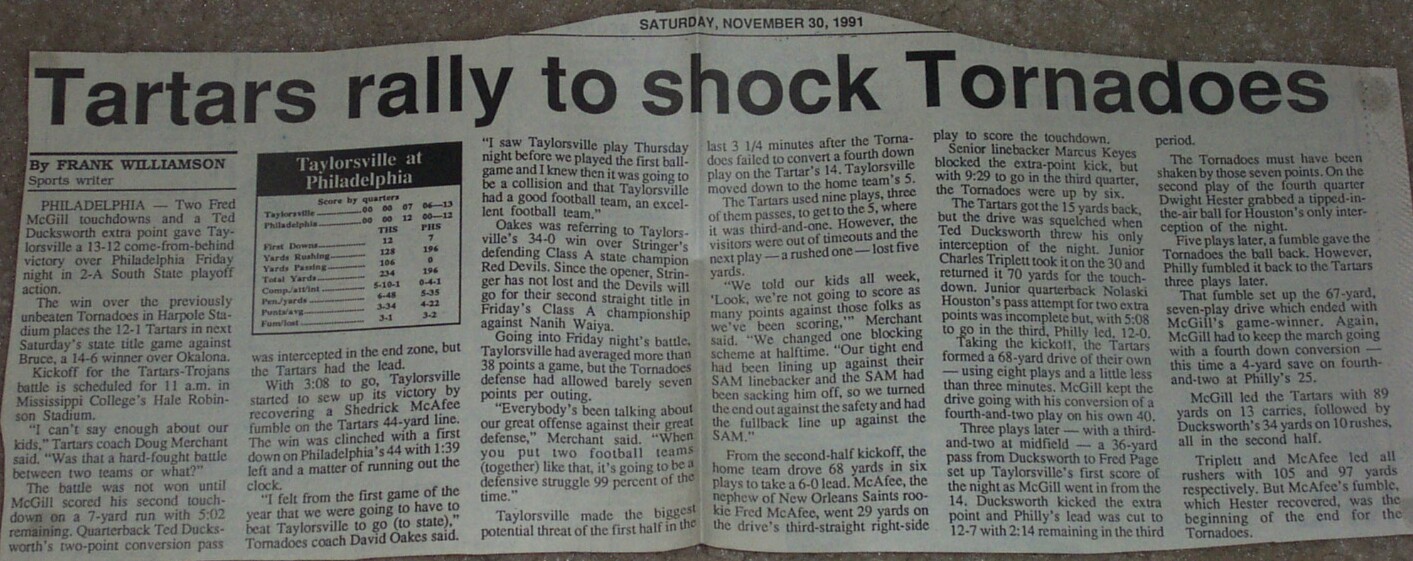 SATURDAY, NOVEMBER 30, 1991
Tartars rally to shock Tornadoes
By FRANK WILLIAMSON
Sports writer
PHILADELPHIA — Two Fred
McGill touchdowns and a Ted
Ducksworth extra point gave Tay-
lorsville a 13-12 come-from-behind
victory over Philadelphia Friday
night in 2-A South State playoff
action.
The win over the previously
unbeaten Tornadoes in Harpole Sta-
dium places the 12-1 Tartars in next
Saturday's state title game against
Bruce, a 14-6 winner over Okalona.
Kickoff for the Tartars-Trojans
battle is scheduled for 11 a.m. in
Mississippi College's Hale Robin-
son Stadium.
"I can't say enough about our
kids," Tartars coach Doug Merchant
said. "Was that a hard-fought battle
between two teams or what?"
The battle was not won until
McGill scored his second touch-
down on a 7-yard run with 5:02
remaining. Quarterback Ted Ducks-
worth's two-point conversion pass
Taylorsville at
Philadelphia
Score by quarters
Taylorsville 00 00 07 06—13
Philadelphia 00 00 12 00—12
THS PHS
First Downs 12 7
Yards Rushing 128 196
Yards Passing 106 0
Total Yards 234 196
Comp./att/int 5-10-1 0-4-1
Pen./yards 6-48 5-35
Punts/avg 3-34 4-22
Fum/lost 3-1 3-2
was intercepted in the end zone, but
the Tartars had the lead.
With 3:08 to go, Taylorsville
started to sew up its victory by
recovering a Shedrick McAfee
fumble on the Tartars 44-yard line.
The win was clinched with a first
down on Philadelphia's 44 with 1:39
left and a matter of running out the
clock.
"I felt from the first game of the
year that we were going to have to
beat Taylorsville to go (to state),"
Tornadoes coach David Oakes said.
"I saw Taylorsville play Thursday
night before we played the first ball-
game and I knew then it was going to
be a collision and that Taylorsville
had a good football team, an excel-
lent football team."
Oakes was referring to Taylors-
ville's 34-0 win over Stringer's
defending Class A state champion
Red Devils. Since the opener, Strin-
ger has not lost and the Devils will
go for their second straight title in
Friday's Class A championship
against Nanih Waiya.
Going into Friday night's battle,
Taylorsville had averaged more than
38 points a game, but the Tornadoes
defense had allowed barely seven
points per outing.
"Everybody's been talking about
our great offense against their great
defense," Merchant said. "When
you put two football teams
(together) like that, it's going to be a
defensive struggle 99 percent of the
time."
Taylorsville made the biggest
potential threat of the first half in the
last 3 1/4 minutes after the Torna-
does failed to convert a fourth down
play on the Tartar's 14. Taylorsville
moved down to the home team's 5.
The Tartars used nine plays, three
of them passes, to get to the 5, where
it was third-and-one. However, the
visitors were out of timeouts and the
next play — a rushed one — lost five
yards.
"We told our kids all week,
'Look, we're not going to score as
many points against those folks as
we've been scoring,'" Merchant
said. "We changed one blocking
scheme at halftime. "Our tight end
had been lining up against their
SAM linebacker and the SAM had
been sacking him off, so we turned
the end out against the safety and had
the fullback line up against the
SAM."
From the second-half kickoff, the
home team drove 68 yards in six
plays to take a 6-0 lead. McAfee, the
nephew of New Orleans Saints roo-
kie Fred McAfee, went 29 yards on
the drive's third-straight right-side
play to score the touchdown.
Senior linebacker Marcus Keyes
blocked the extra-point kick, but
with 9:29 to go in the third quarter,
the Tornadoes were up by six.
The Tartars got the 15 yards back,
but the drive was squelched when
Ted Ducksworth threw his only
interception of the night. Junior
Charles Triplett took it on the 30 and
returned it 70 yards for the touch-
down. Junior quarterback Nolaski
Houston's pass attempt for two extra
points was incomplete but, with 5:08
to go in the third, Philly led, 12-0.
Taking the kickoff, the Tartars
formed a 68-yard drive of their own
— using eight plays and a little less
than three minutes. McGill kept the
drive going with his conversion of a
fourth-and-two play on his own 40.
Three plays later — with a third-
and-two at midfield — a 36-yard
pass from Ducksworth to Fred Page
set up Taylorsville's first score of
the night as McGill went in from the
14. Ducksworth kicked the extra
point and Philly's lead was cut to
12-7 with 2:14 remaining in the third
period.
The Tornadoes must have been
shaken by those seven points. On the
second play of the fourth quarter
Dwight Hester grabbed a tipped-in-
the-air ball for Houston's only inter-
ception of the night.
Five plays later, a fumble gave the
Tornadoes the ball back. However,
Philly fumbled it back to the Tartars
three plays later.
That fumble set up the 67-yard,
seven-play drive which ended with
McGill's game-winner. Again,
McGill had to keep the march going
with a fourth down conversion —
this time a 4-yard save on fourth-
and-two at Philly's 25.
McGill led the Tartars with 89
yards on 13 carries, followed by
Ducksworth's 34 yards on 10 rushes,
all in the second half.
Triplett and McAfee led all
rushers with 105 and 97 yards
respectively. But McAfee's fumble,
which Hester recovered, was the
beginning of the end for the
Tornadoes.